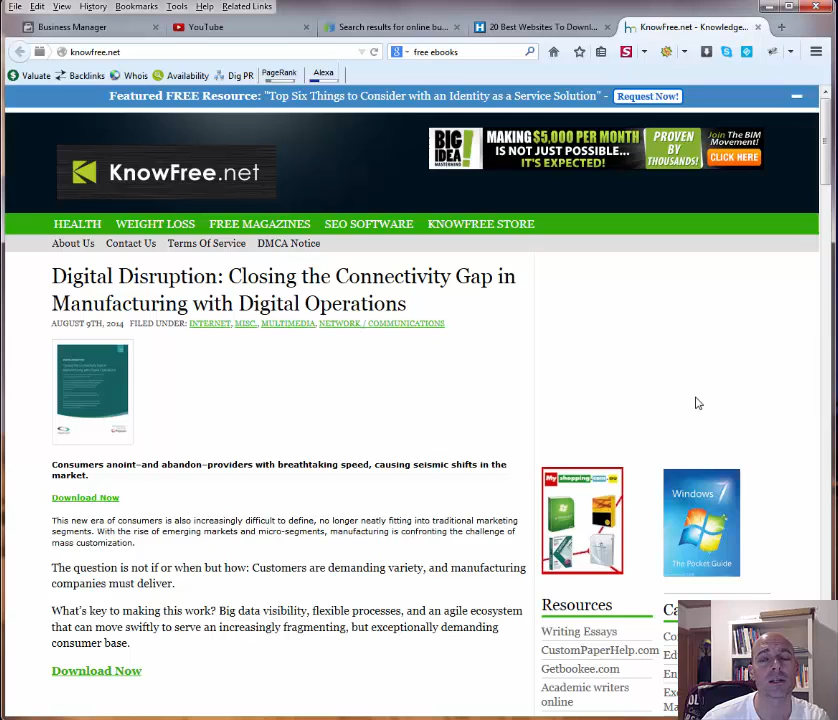 File Edit View History Bookmarks Tools Help Related Links
Business Manager
YouTube
Search results for online bu...
20 Best Websites To Downl...
KnowFree.net - Knowledge...
knowfree.net
free ebooks
Valuate Backlinks Whois Availability Dig PR PageRank Alexa
Featured FREE Resource: "Top Six Things to Consider with an Identity as a Service Solution" - Request Now!
KnowFree.net
BIG IDEA MASTERMIND
MAKING $5,000 PER MONTH
IS NOT JUST POSSIBLE...
IT'S EXPECTED!
PROVEN
BY
THOUSANDS!
Join The BIM
Movement!
CLICK HERE
HEALTH WEIGHT LOSS FREE MAGAZINES SEO SOFTWARE KNOWFREE STORE
About Us Contact Us Terms Of Service DMCA Notice
Digital Disruption: Closing the Connectivity Gap in
Manufacturing with Digital Operations
AUGUST 9TH, 2014 FILED UNDER: INTERNET, MISC., MULTIMEDIA, NETWORK / COMMUNICATIONS
Consumers anoint–and abandon–providers with breathtaking speed, causing seismic shifts in the
market.
Download Now
This new era of consumers is also increasingly difficult to define, no longer neatly fitting into traditional marketing
segments. With the rise of emerging markets and micro-segments, manufacturing is confronting the challenge of
mass customization.
The question is not if or when but how: Customers are demanding variety, and manufacturing
companies must deliver.
What's key to making this work? Big data visibility, flexible processes, and an agile ecosystem
that can move swiftly to serve an increasingly fragmenting, but exceptionally demanding
consumer base.
Download Now
Windows 7
The Pocket Guide
Resources
Writing Essays
CustomPaperHelp.com
Getbookee.com
Academic writers
online